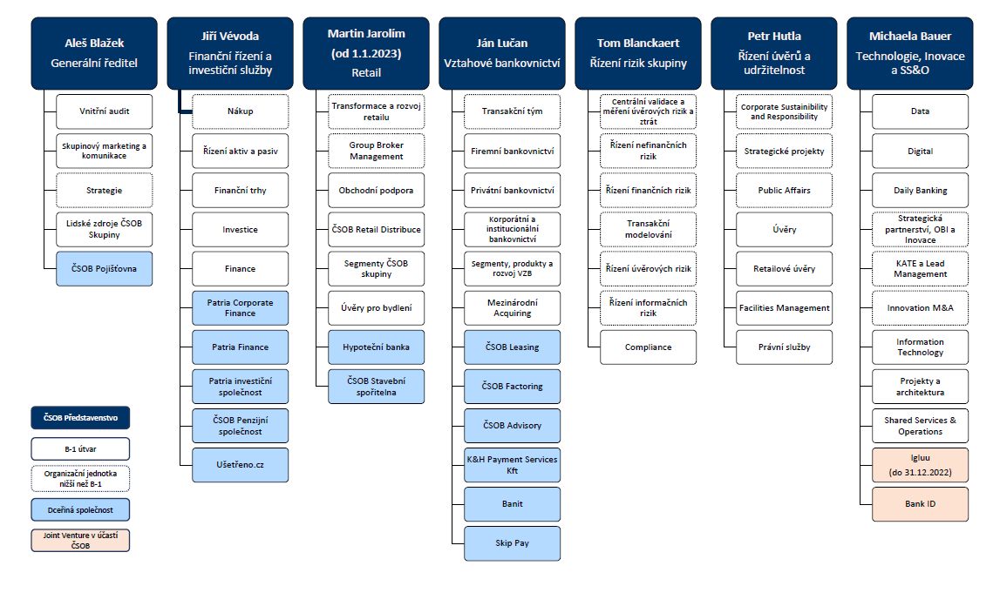 Aleš Blažek
Generální ředitel
Vnitřní audit
Skupinový marketing a
komunikace
Strategie
Lidské zdroje ČSOB
Skupiny
ČSOB Pojišťovna
Jiří Vévoda
Finanční řízení a
investiční služby
Nákup
Řízení aktiv a pasiv
Finanční trhy
Investice
Finance
Patria Corporate
Finance
Patria Finance
Patria investiční
společnost
ČSOB Penzijní
společnost
Ušetřeno.cz
Martin Jarolím
(od 1.1.2023)
Retail
Transformace a rozvoj
retailu
Group Broker
Management
Obchodní podpora
ČSOB Retail Distribuce
Segmenty ČSOB
skupiny
Úvěry pro bydlení
Hypoteční banka
ČSOB Stavební
spořitelna
Ján Lučan
Vztahové bankovnictví
Transakční tým
Firemní bankovnictví
Privátní bankovnictví
Korporátní a
institucionální
bankovnictví
Segmenty, produkty a
rozvoj VZB
Mezinárodní
Acquiring
ČSOB Leasing
ČSOB Factoring
ČSOB Advisory
K&H Payment Services
Kft
Banit
Skip Pay
Tom Blanckaert
Řízení rizik skupiny
Centrální validace a
měření úvěrových rizik a
ztrát
Řízení nefinančních
rizik
Řízení finančních rizik
Transakční
modelování
Řízení úvěrových rizik
Řízení informačních
rizik
Compliance
Petr Hutla
Řízení úvěrů a
udržitelnost
Corporate Sustainibility
and Responsibility
Strategické projekty
Public Affairs
Úvěry
Retailové úvěry
Facilities Management
Právní služby
Michaela Bauer
Technologie, Inovace
a SS&O
Data
Digital
Daily Banking
Strategická
partnerství, OBI a
Inovace
KATE a Lead
Management
Innovation M&A
Information
Technology
Projekty a
architektura
Shared Services &
Operations
Igluu
(do 31.12.2022)
Bank ID
ČSOB Představenstvo
B-1 útvar
Organizační jednotka
nižší než B-1
Dceřiná společnost
Joint Venture v účastí
ČSOB